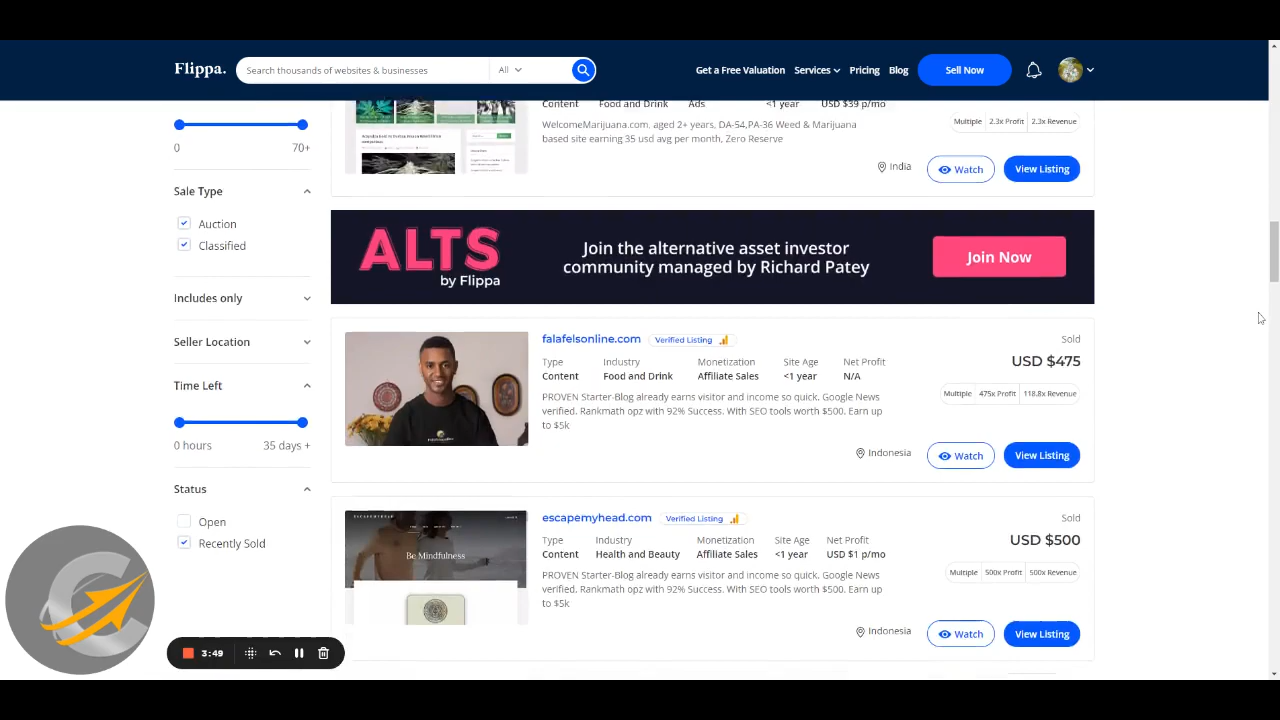 Flippa.
Search thousands of websites & businesses
All
Get a Free Valuation
Services
Pricing
Blog
Sell Now
0
70+
Sale Type
Auction
Classified
Includes only
Seller Location
Time Left
0 hours
35 days +
Status
Open
Recently Sold
Content Food and Drink Ads <1 year USD $39 p/mo
WelcomeMarijuana.com, aged 2+ years, DA-54,PA-36 Weed & Marijuana
based site earning 35 usd avg per month, Zero Reserve
Multiple 2.3x Profit 2.3x Revenue
India
Watch
View Listing
ALTS
by Flippa
Join the alternative asset investor
community managed by Richard Patey
Join Now
falafelsonline.com Verified Listing
Type Industry Monetization Site Age Net Profit
Content Food and Drink Affiliate Sales <1 year N/A
PROVEN Starter-Blog already earns visitor and income so quick. Google News
verified. Rankmath opz with 92% Success. With SEO tools worth $500. Earn up
to $5k
Sold
USD $475
Multiple 475x Profit 118.8x Revenue
Indonesia
Watch
View Listing
escapemyhead.com Verified Listing
Type Industry Monetization Site Age Net Profit
Content Health and Beauty Affiliate Sales <1 year USD $1 p/mo
PROVEN Starter-Blog already earns visitor and income so quick. Google News
verified. Rankmath opz with 92% Success. With SEO tools worth $500. Earn up
to $5k
Sold
USD $500
Multiple 500x Profit 500x Revenue
Indonesia
Watch
View Listing
ESCAPEMYHEAD
Be Mindfulness
3:49